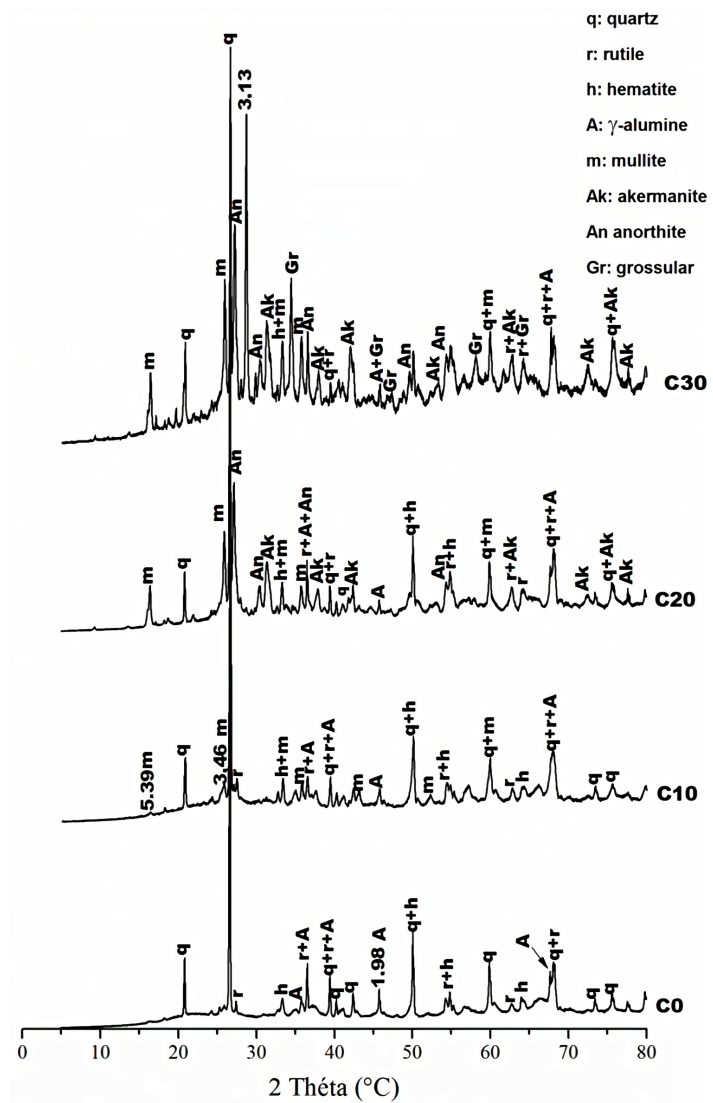 q: quartz
r: rutile
h: hematite
A: γ-alumine
m: mullite
Ak: akermanite
An anorthite
Gr: grossular
m
q
m
q
An
3.13
An
Ak
h+m
Gr
m
An
Ak
q+r
Ak
A+Gr
Gr
An
Ak
An
Gr
q+m
r+Ak
r+Gr
q+r+A
Ak
q+Ak
Ak
C30
m
q
m
An
An
Ak
h+m
m
r+A+An
Ak
q+r
q
Ak
A
q+h
An
r+h
q+m
r+Ak
r
q+r+A
Ak
q+Ak
Ak
C20
5.39m
q
3.46 m
r
h+m
m
r+A
q+r+A
m
A
q+h
m
r+h
q+m
r
h
q+r+A
q
q
C10
q
r
h
A
r+A
q+r+A
q
q
1.98 A
q+h
r+h
q
r
h
A
q+r
q
q
C0
0 10 20 30 40 50 60 70 80
2 Théta (°C)